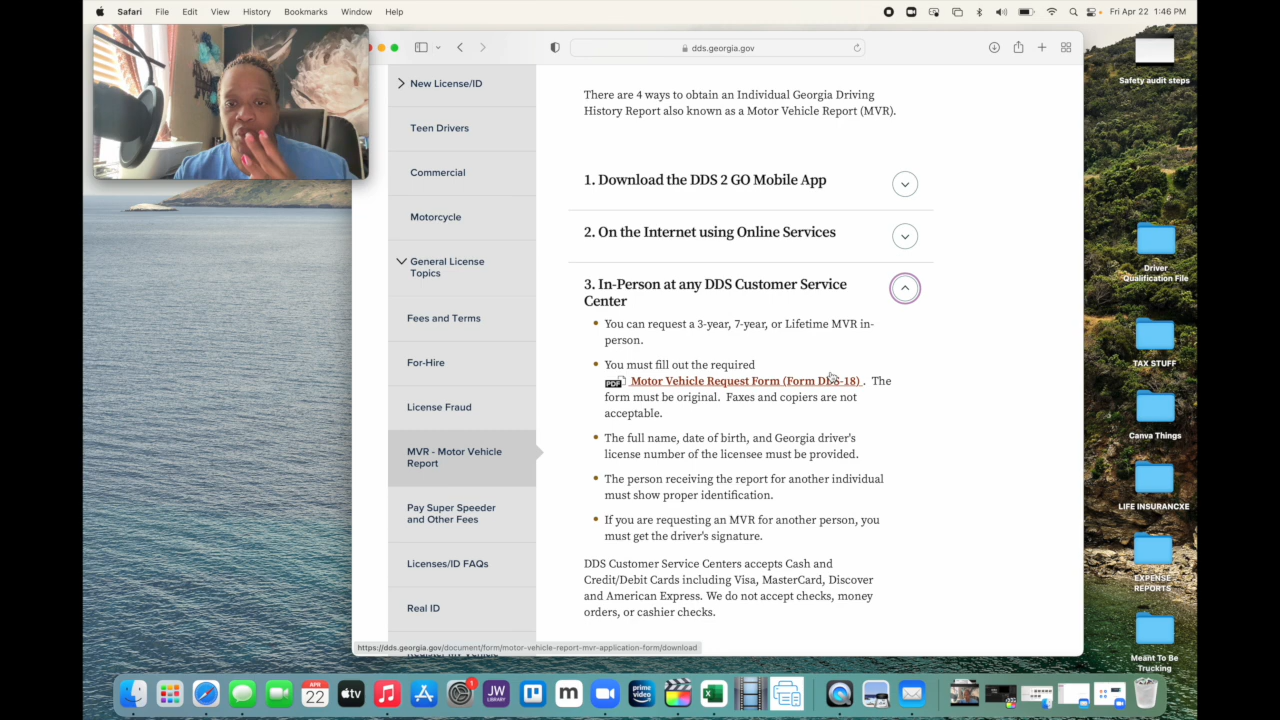 Safari File Edit View History Bookmarks Window Help
Fri Apr 22 1:46 PM
dds.georgia.gov
New License/ID
Teen Drivers
Commercial
Motorcycle
General License
Topics
Fees and Terms
For-Hire
License Fraud
MVR - Motor Vehicle
Report
Pay Super Speeder
and Other Fees
Licenses/ID FAQs
Real ID
There are 4 ways to obtain an Individual Georgia Driving
History Report also known as a Motor Vehicle Report (MVR).
1. Download the DDS 2 GO Mobile App
2. On the Internet using Online Services
3. In-Person at any DDS Customer Service
Center
You can request a 3-year, 7-year, or Lifetime MVR in-
person.
You must fill out the required
PDF Motor Vehicle Request Form (Form DDS-18) . The
form must be original. Faxes and copiers are not
acceptable.
The full name, date of birth, and Georgia driver's
license number of the licensee must be provided.
The person receiving the report for another individual
must show proper identification.
If you are requesting an MVR for another person, you
must get the driver's signature.
DDS Customer Service Centers accepts Cash and
Credit/Debit Cards including Visa, MasterCard, Discover
and American Express. We do not accept checks, money
orders, or cashier checks.
https://dds.georgia.gov/document/form/motor-vehicle-report-mvr-application-form/download
Safety audit steps
Driver
Qualification File
TAX STUFF
Canva Things
LIFE INSURANCXE
EXPENSE
REPORTS
Meant To Be
Trucking
APR
22
tv
1
JW
LIBRARY
m
prime
video
X